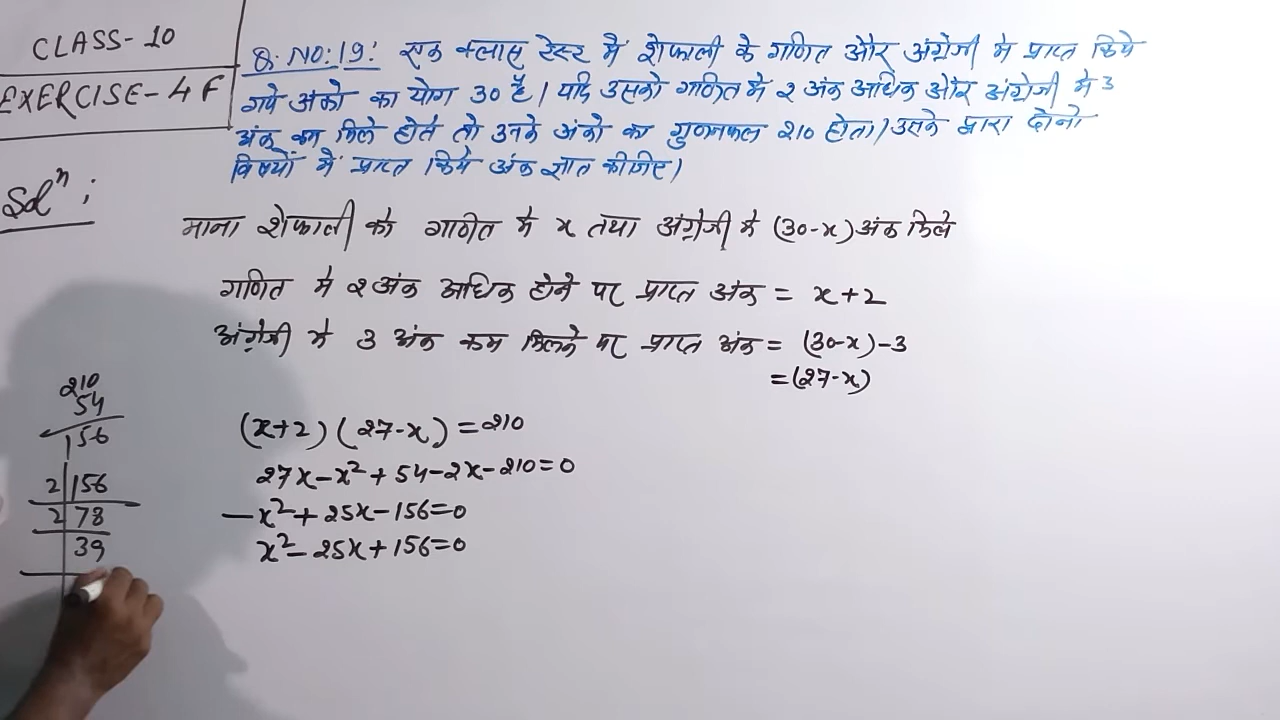 CLASS-10
EXERCISE-4F
Q.NO:19: एक क्लास टेस्ट में शेफाली के गणित और अंग्रेजी में प्राप्त किये
गये अंको का योग 30 है। यदि उसको गणित मे 2 अंक अधिक और अंग्रेजी मे 3
अंक कम मिले होते तो उनके अंको का गुणनफल 210 होता। उसके द्वारा दोनो
विषयों में प्राप्त किये अंक ज्ञात कीजिए।
Solⁿ:
माना शेफाली को गणित मे x तथा अंग्रेजी मे (30-x) अंक मिले
गणित मे 2 अंक अधिक होने पर प्राप्त अंक = x+2
अंग्रेजी मे 3 अंक कम मिलने पर प्राप्त अंक = (30-x)-3
=(27-x)
(x+2)(27-x)=210
27x-x²+54-2x-210=0
-x²+25x-156=0
x²-25x+156=0
210
54
156
2|156
2|78
39